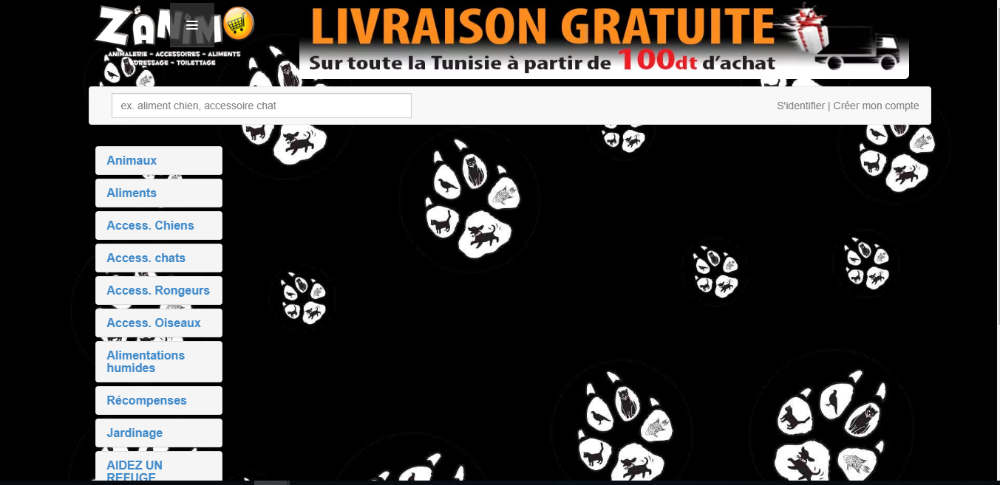 ZANIMO
ANIMALERIE - ACCESSOIRES - ALIMENTS
DRESSAGE - TOILETTAGE
LIVRAISON GRATUITE
Sur toute la Tunisie à partir de 100dt d'achat
ex. aliment chien, accessoire chat
S'identifier | Créer mon compte
Animaux
Aliments
Access. Chiens
Access. chats
Access. Rongeurs
Access. Oiseaux
Alimentations
humides
Récompenses
Jardinage
AIDEZ UN
REFUGE